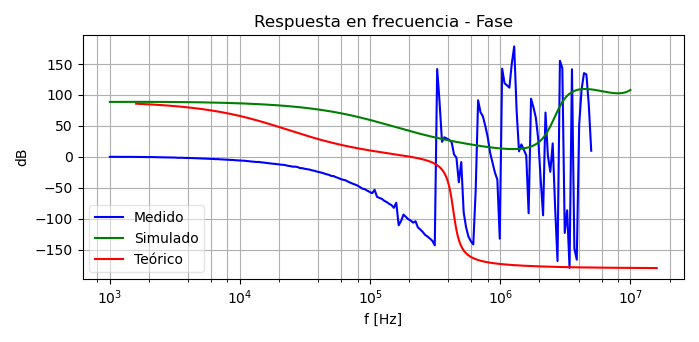 Respuesta en frecuencia - Fase
dB
150
100
50
0
−50
−100
−150
Medido
Simulado
Teórico
10³
10⁴
10⁵
10⁶
10⁷
f [Hz]